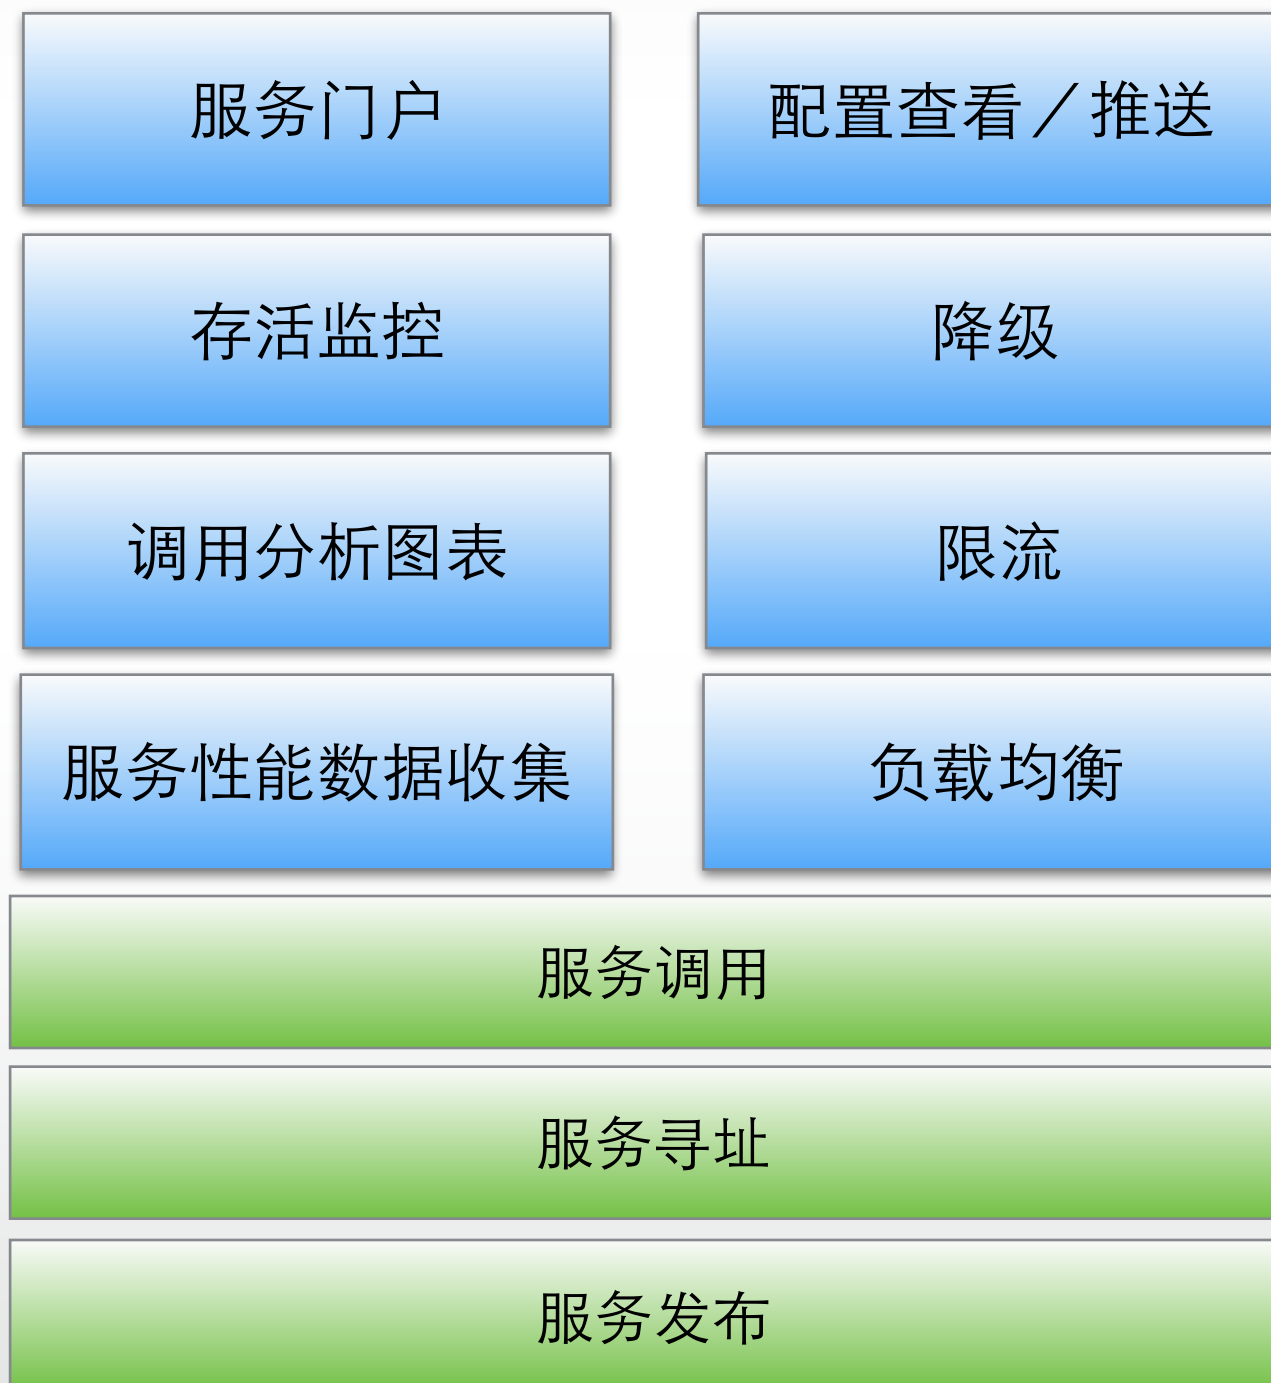 服务门户
配置查看／推送
存活监控
降级
调用分析图表
限流
服务性能数据收集
负载均衡
服务调用
服务寻址
服务发布